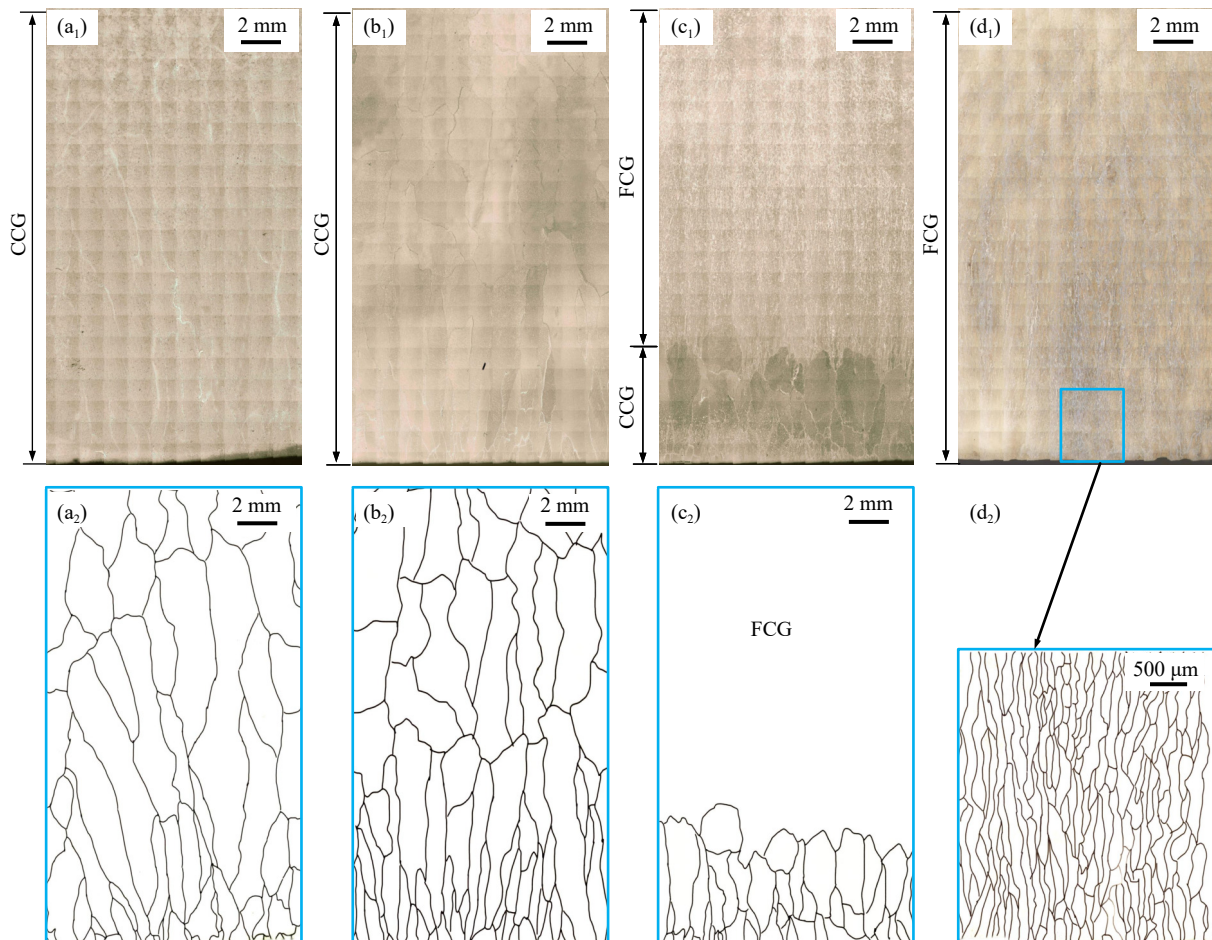 (a₁)
2 mm
(b₁)
2 mm
(c₁)
2 mm
(d₁)
2 mm
CCG
CCG
FCG
CCG
FCG
(a₂)
2 mm
(b₂)
2 mm
(c₂)
2 mm
(d₂)
FCG
500 μm